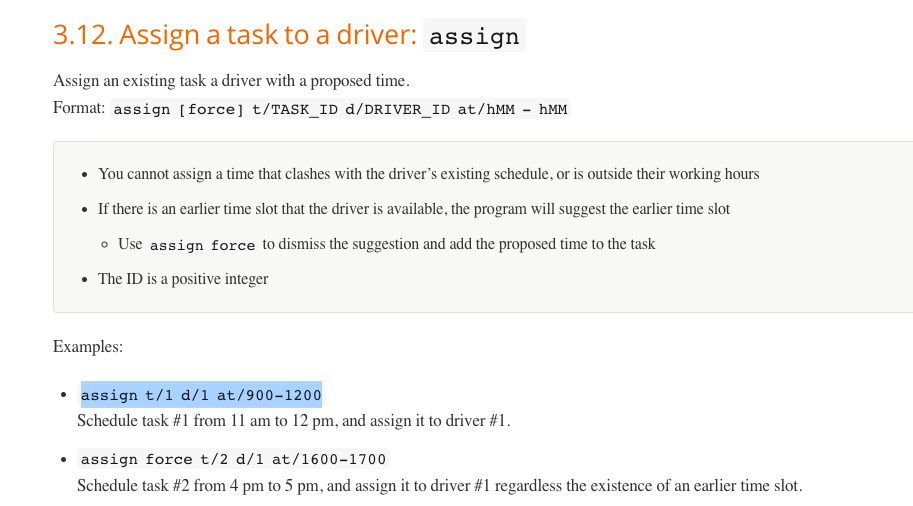 3.12. Assign a task to a driver: assign
Assign an existing task a driver with a proposed time.
Format: assign [force] t/TASK_ID d/DRIVER_ID at/hMM - hMM
• You cannot assign a time that clashes with the driver’s existing schedule, or is outside their working hours
• If there is an earlier time slot that the driver is available, the program will suggest the earlier time slot
◦ Use assign force to dismiss the suggestion and add the proposed time to the task
• The ID is a positive integer
Examples:
• assign t/1 d/1 at/900-1200
Schedule task #1 from 11 am to 12 pm, and assign it to driver #1.
• assign force t/2 d/1 at/1600-1700
Schedule task #2 from 4 pm to 5 pm, and assign it to driver #1 regardless the existence of an earlier time slot.